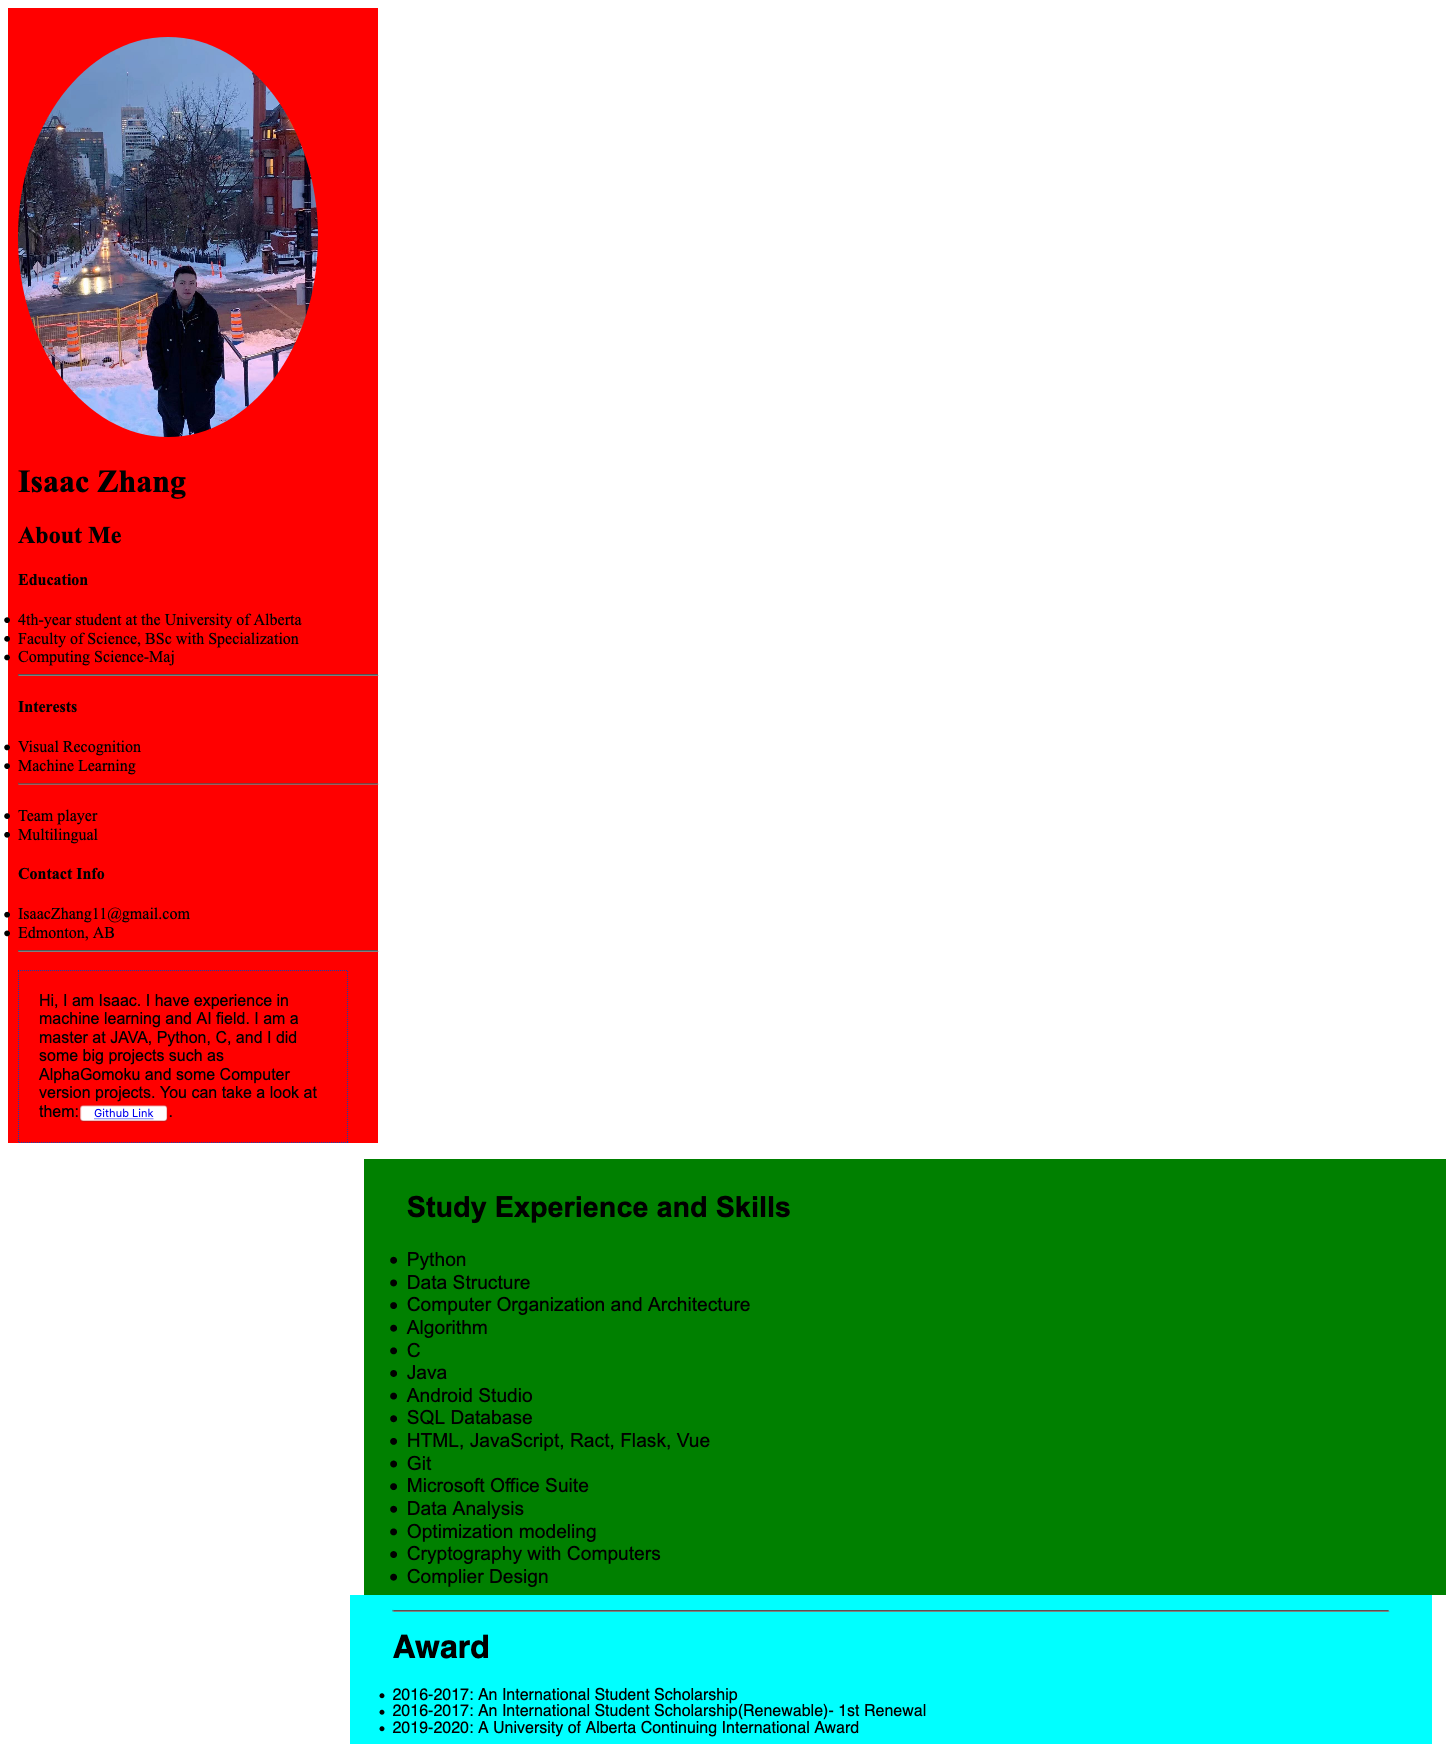 Isaac Zhang
About Me
Education
4th-year student at the University of Alberta
Faculty of Science, BSc with Specialization
Computing Science-Maj
Interests
Visual Recognition
Machine Learning
Team player
Multilingual
Contact Info
IsaacZhang11@gmail.com
Edmonton, AB
Hi, I am Isaac. I have experience in
machine learning and AI field. I am a
master at JAVA, Python, C, and I did
some big projects such as
AlphaGomoku and some Computer
version projects. You can take a look at
them: Github Link .
Study Experience and Skills
Python
Data Structure
Computer Organization and Architecture
Algorithm
C
Java
Android Studio
SQL Database
HTML, JavaScript, Ract, Flask, Vue
Git
Microsoft Office Suite
Data Analysis
Optimization modeling
Cryptography with Computers
Complier Design
Award
2016-2017: An International Student Scholarship
2016-2017: An International Student Scholarship(Renewable)- 1st Renewal
2019-2020: A University of Alberta Continuing International Award